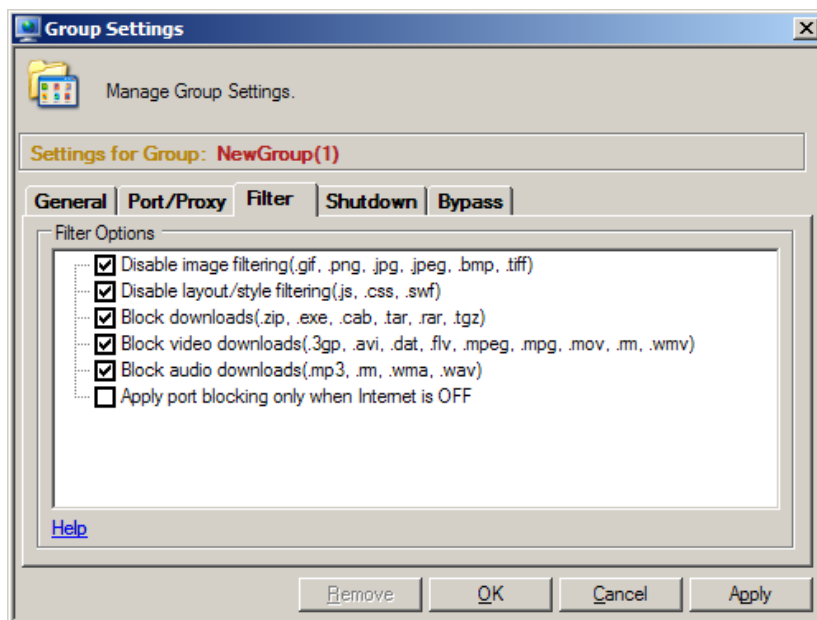 Group Settings
Manage Group Settings.
Settings for Group: NewGroup(1)
General Port/Proxy Filter Shutdown Bypass
Filter Options
Disable image filtering(.gif, .png, .jpg, .jpeg, .bmp, .tiff)
Disable layout/style filtering(.js, .css, .swf)
Block downloads(.zip, .exe, .cab, .tar, .rar, .tgz)
Block video downloads(.3gp, .avi, .dat, .flv, .mpeg, .mpg, .mov, .rm, .wmv)
Block audio downloads(.mp3, .rm, .wma, .wav)
Apply port blocking only when Internet is OFF
Help
Remove OK Cancel Apply